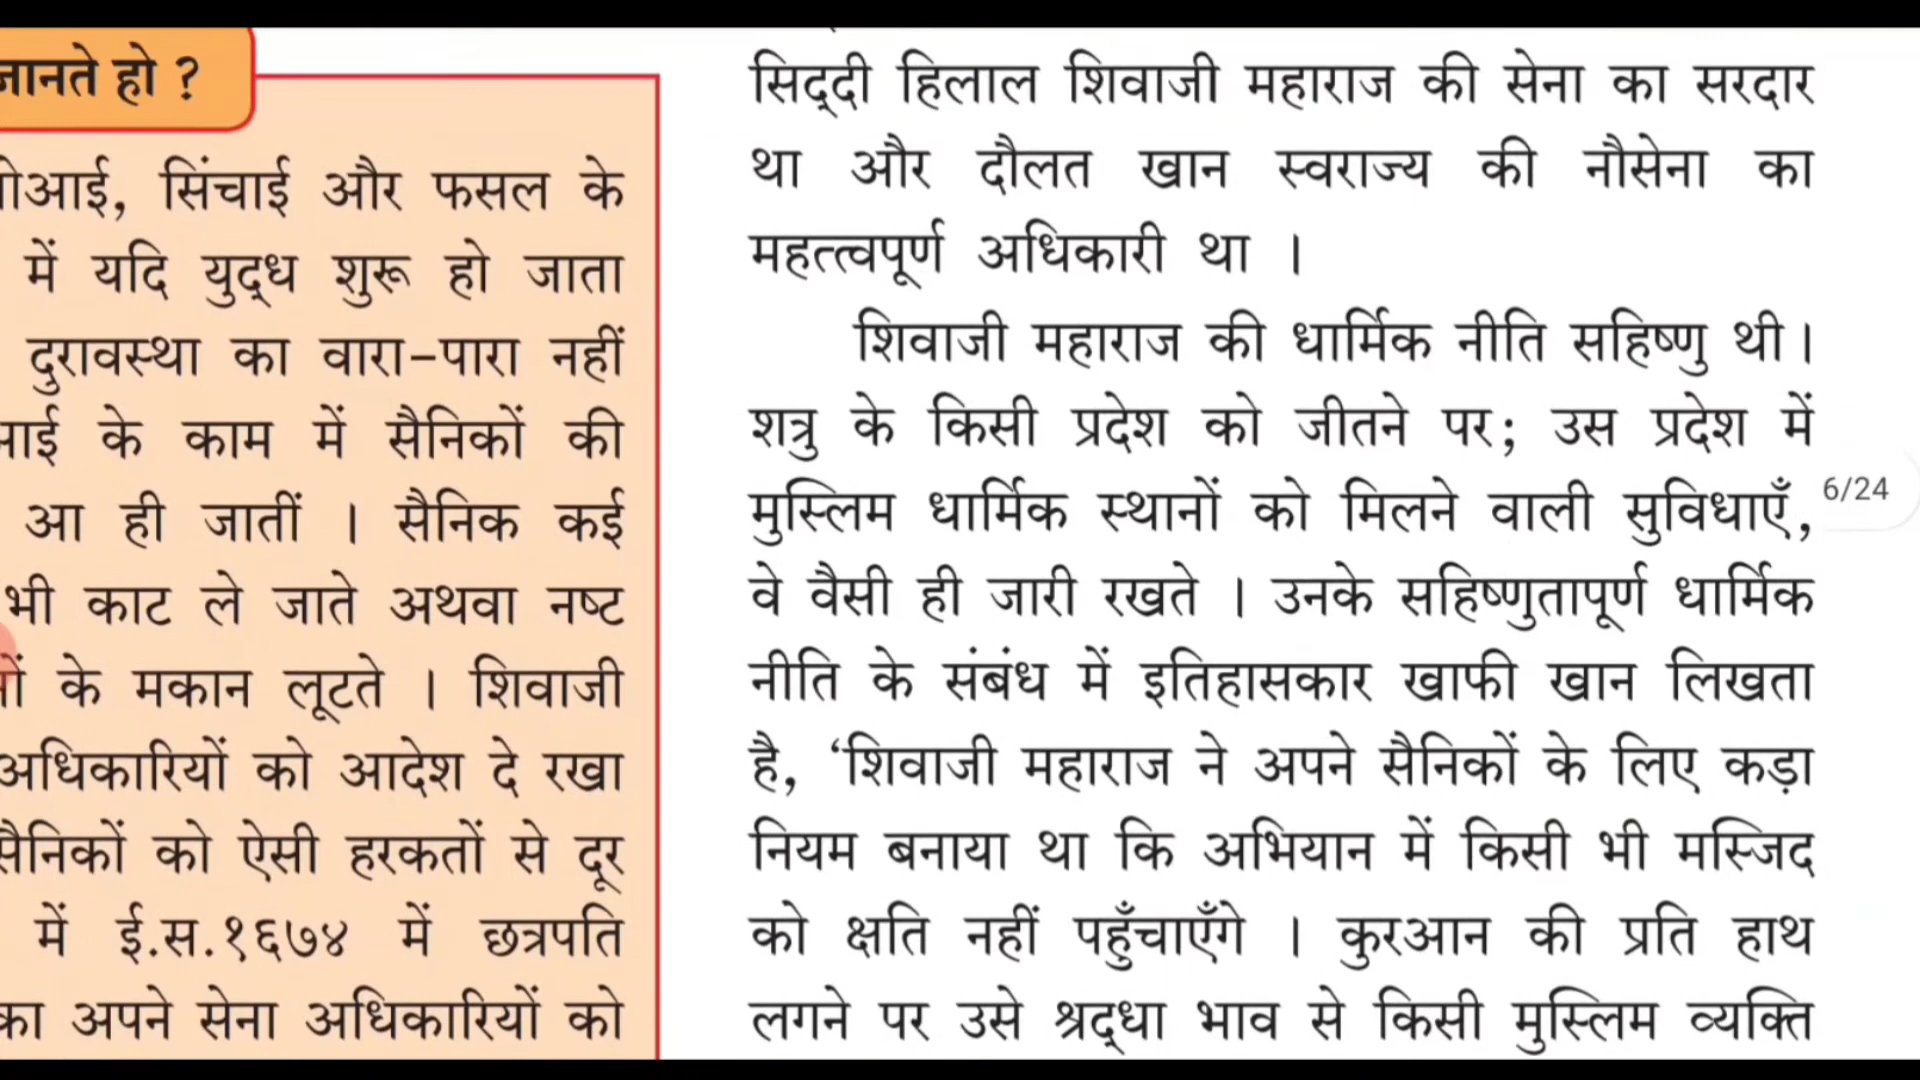 जानते हो ?
सिंचाई और फसल के
में यदि युद्ध शुरू हो जाता
दुरावस्था का वारा-पारा नहीं
के काम में सैनिकों की
आ ही जातीं । सैनिक कई
भी काट ले जाते अथवा नष्ट
के मकान लूटते । शिवाजी
अधिकारियों को आदेश दे रखा
सैनिकों को ऐसी हरकतों से दूर
में ई.स.१६७४ में छत्रपति
का अपने सेना अधिकारियों को
सिद्दी हिलाल शिवाजी महाराज की सेना का सरदार
था और दौलत खान स्वराज्य की नौसेना का
महत्त्वपूर्ण अधिकारी था ।
शिवाजी महाराज की धार्मिक नीति सहिष्णु थी।
शत्रु के किसी प्रदेश को जीतने पर; उस प्रदेश में
मुस्लिम धार्मिक स्थानों को मिलने वाली सुविधाएँ,
वे वैसी ही जारी रखते । उनके सहिष्णुतापूर्ण धार्मिक
नीति के संबंध में इतिहासकार खाफी खान लिखता
है, ‘शिवाजी महाराज ने अपने सैनिकों के लिए कड़ा
नियम बनाया था कि अभियान में किसी भी मस्जिद
को क्षति नहीं पहुँचाएँगे । कुरआन की प्रति हाथ
लगने पर उसे श्रद्धा भाव से किसी मुस्लिम व्यक्ति
6/24